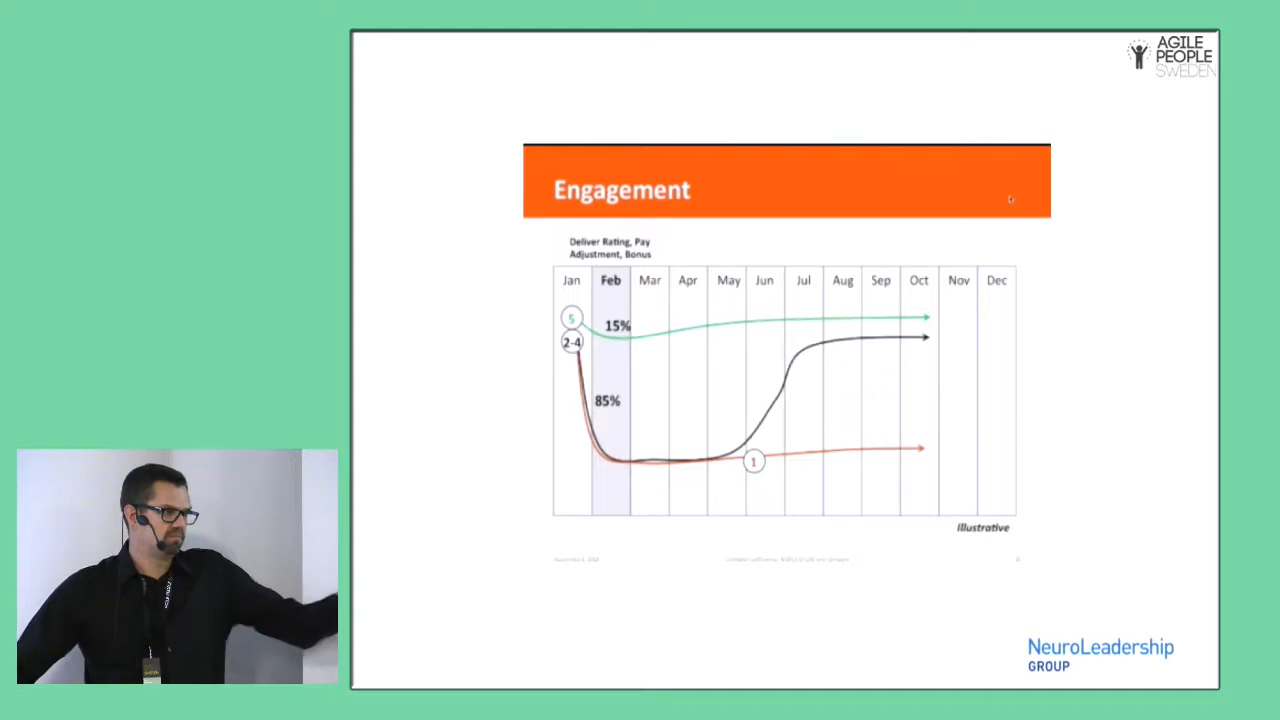 AGILE
PEOPLE
SWEDEN
Engagement
Deliver Rating, Pay
Adjustment, Bonus
Jan Feb Mar Apr May Jun Jul Aug Sep Oct Nov Dec
5
15%
2-4
85%
1
Illustrative
NeuroLeadership
GROUP